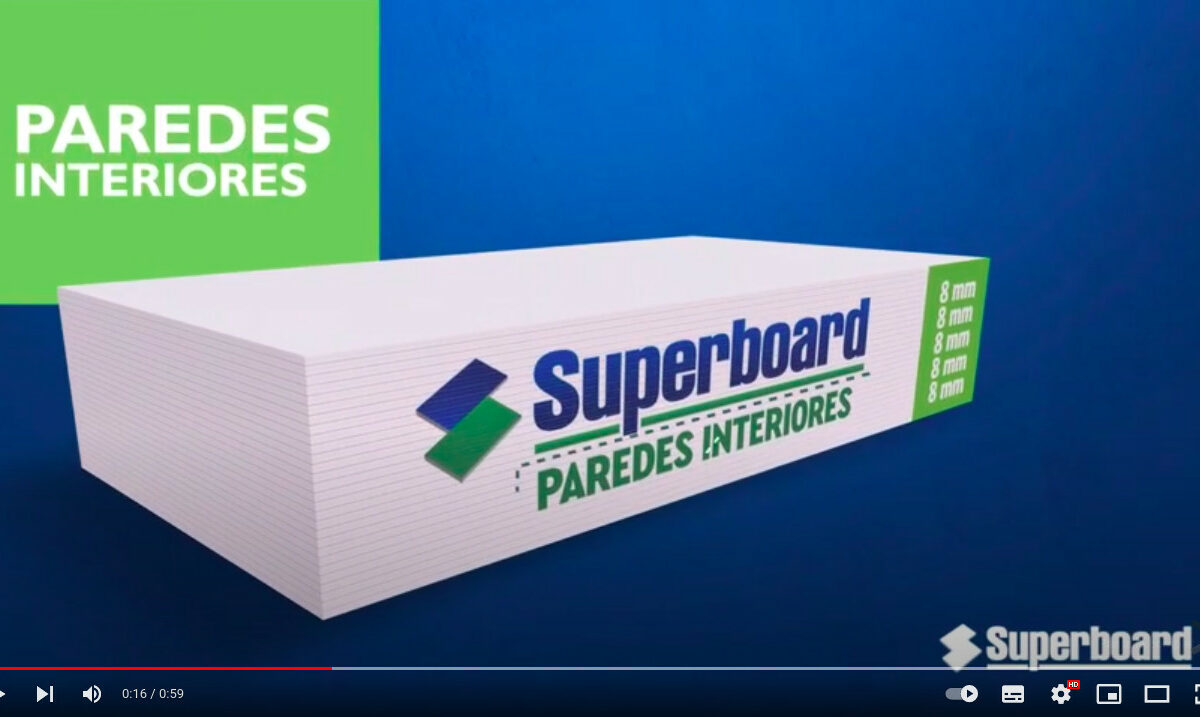 PAREDES
INTERIORES
Superboard
PAREDES INTERIORES
8 mm
8 mm
8 mm
8 mm
8 mm
Superboard
0:16 / 0:59
HD